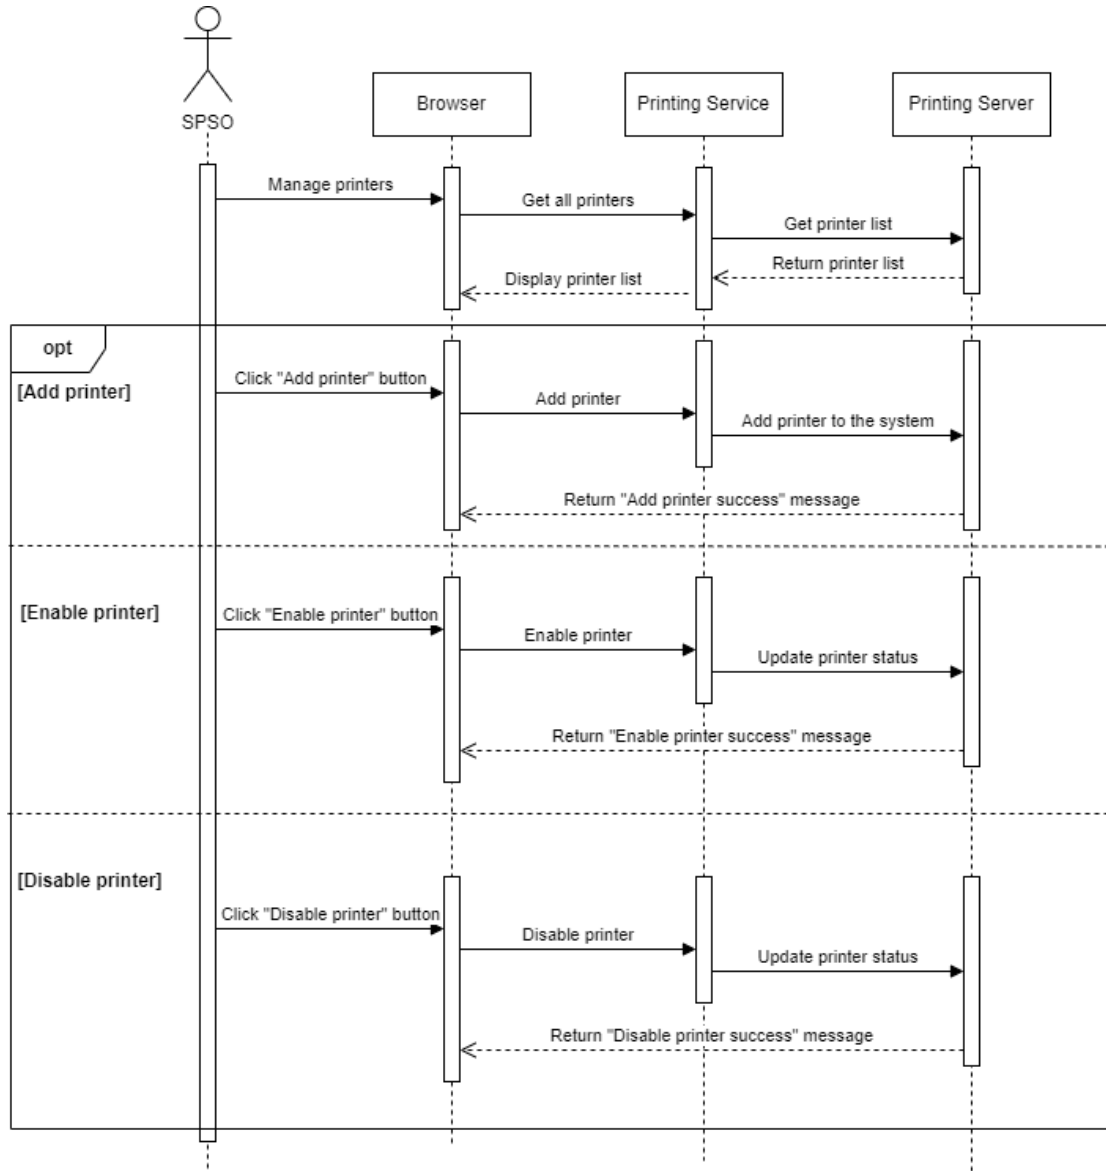 SPSO
Browser
Printing Service
Printing Server
Manage printers
Get all printers
Get printer list
Return printer list
Display printer list
opt
[Add printer]
Click "Add printer" button
Add printer
Add printer to the system
Return "Add printer success" message
[Enable printer]
Click "Enable printer" button
Enable printer
Update printer status
Return "Enable printer success" message
[Disable printer]
Click "Disable printer" button
Disable printer
Update printer status
Return "Disable printer success" message